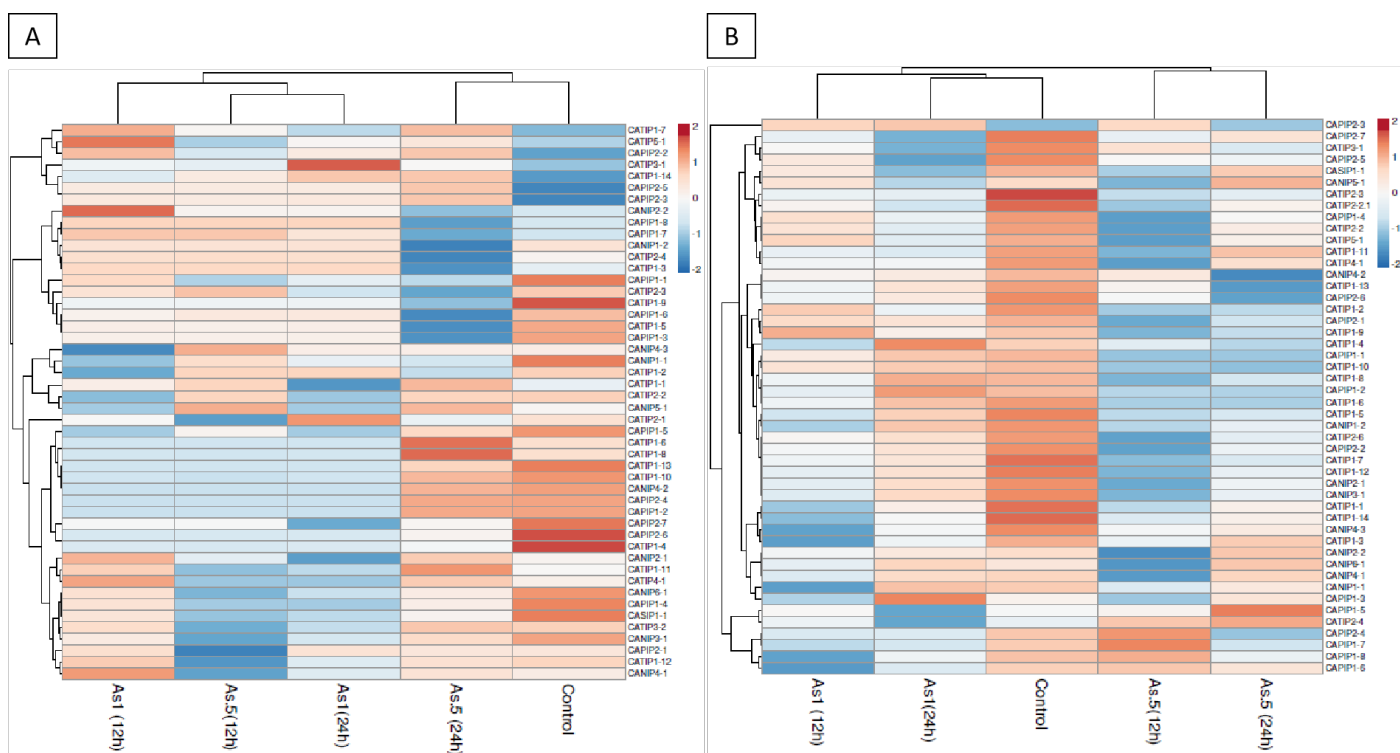 A
CATIP1-7
CATIP5-1
CAPIP2-2
CATIP3-1
CATIP1-14
CAPIP2-5
CAPIP2-3
CANIP2-2
CAPIP1-8
CAPIP1-7
CANIP1-2
CATIP2-4
CATIP1-3
CAPIP1-1
CATIP2-3
CATIP1-9
CAPIP1-6
CATIP1-5
CAPIP1-3
CANIP4-3
CANIP1-1
CATIP1-2
CATIP1-1
CATIP2-2
CANIP5-1
CATIP2-1
CAPIP1-5
CATIP1-6
CATIP1-8
CATIP1-13
CATIP1-10
CANIP4-2
CAPIP2-4
CAPIP1-2
CAPIP2-7
CAPIP2-6
CATIP1-4
CANIP2-1
CATIP1-11
CATIP4-1
CANIP6-1
CAPIP1-4
CASIP1-1
CATIP3-2
CANIP3-1
CAPIP2-1
CATIP1-12
CANIP4-1
2
1
0
-1
-2
As1 (12h)
As.5(12h)
As1(24h)
As.5 (24h)
Control
B
CAPIP2-3
CAPIP2-7
CATIP3-1
CAPIP2-5
CASIP1-1
CANIP5-1
CATIP2-3
CATIP2-2.1
CAPIP1-4
CATIP2-2
CATIP5-1
CATIP1-11
CATIP4-1
CANIP4-2
CATIP1-13
CAPIP2-6
CATIP1-2
CAPIP2-1
CATIP1-9
CATIP1-4
CAPIP1-1
CATIP1-10
CATIP1-8
CAPIP1-2
CATIP1-6
CATIP1-5
CANIP1-2
CATIP2-6
CAPIP2-2
CATIP1-7
CATIP1-12
CANIP2-1
CANIP3-1
CATIP1-1
CATIP1-14
CANIP4-3
CATIP1-3
CANIP2-2
CANIP6-1
CANIP4-1
CANIP1-1
CAPIP1-3
CAPIP1-5
CATIP2-4
CAPIP2-4
CAPIP1-7
CAPIP1-8
CAPIP1-6
2
1
0
-1
-2
As1 (12h)
As1(24h)
Control
As.5(12h)
As.5 (24h)